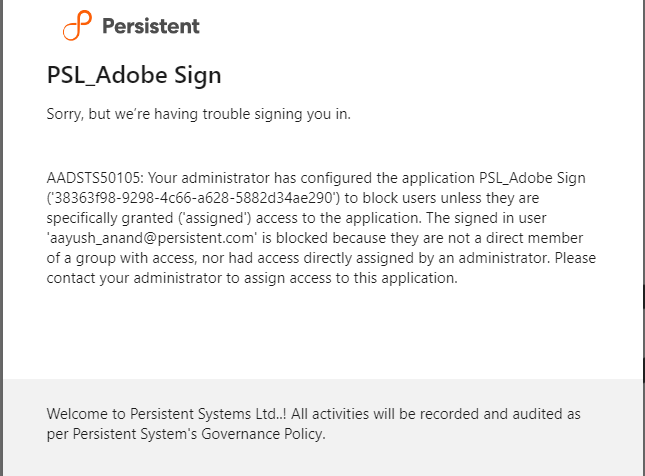 Persistent
PSL_Adobe Sign
Sorry, but we're having trouble signing you in.
AADSTS50105: Your administrator has configured the application PSL_Adobe Sign
('38363f98-9298-4c66-a628-5882d34ae290') to block users unless they are
specifically granted ('assigned') access to the application. The signed in user
'aayush_anand@persistent.com' is blocked because they are not a direct member
of a group with access, nor had access directly assigned by an administrator. Please
contact your administrator to assign access to this application.
Welcome to Persistent Systems Ltd..! All activities will be recorded and audited as
per Persistent System's Governance Policy.